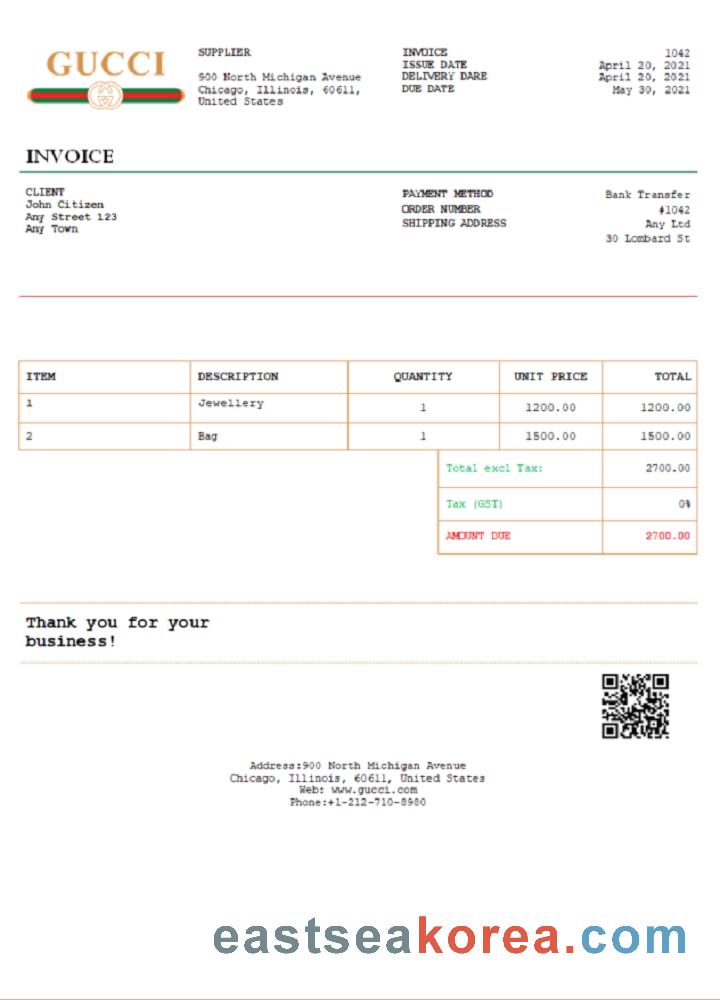 GUCCI
SUPPLIER
900 North Michigan Avenue
Chicago, Illinois, 60611,
United States
INVOICE 1042
ISSUE DATE April 20, 2021
DELIVERY DARE April 20, 2021
DUE DATE May 30, 2021
INVOICE
CLIENT
John Citizen
Any Street 123
Any Town
PAYMENT METHOD Bank Transfer
ORDER NUMBER #1042
SHIPPING ADDRESS Any Ltd
30 Lombard St
ITEM DESCRIPTION QUANTITY UNIT PRICE TOTAL
1 Jewellery 1 1200.00 1200.00
2 Bag 1 1500.00 1500.00
Total excl Tax: 2700.00
Tax (GST) 0%
AMOUNT DUE 2700.00
Thank you for your
business!
Address:900 North Michigan Avenue
Chicago, Illinois, 60611, United States
Web: www.gucci.com
Phone:+1-212-710-8980
eastseakorea.com